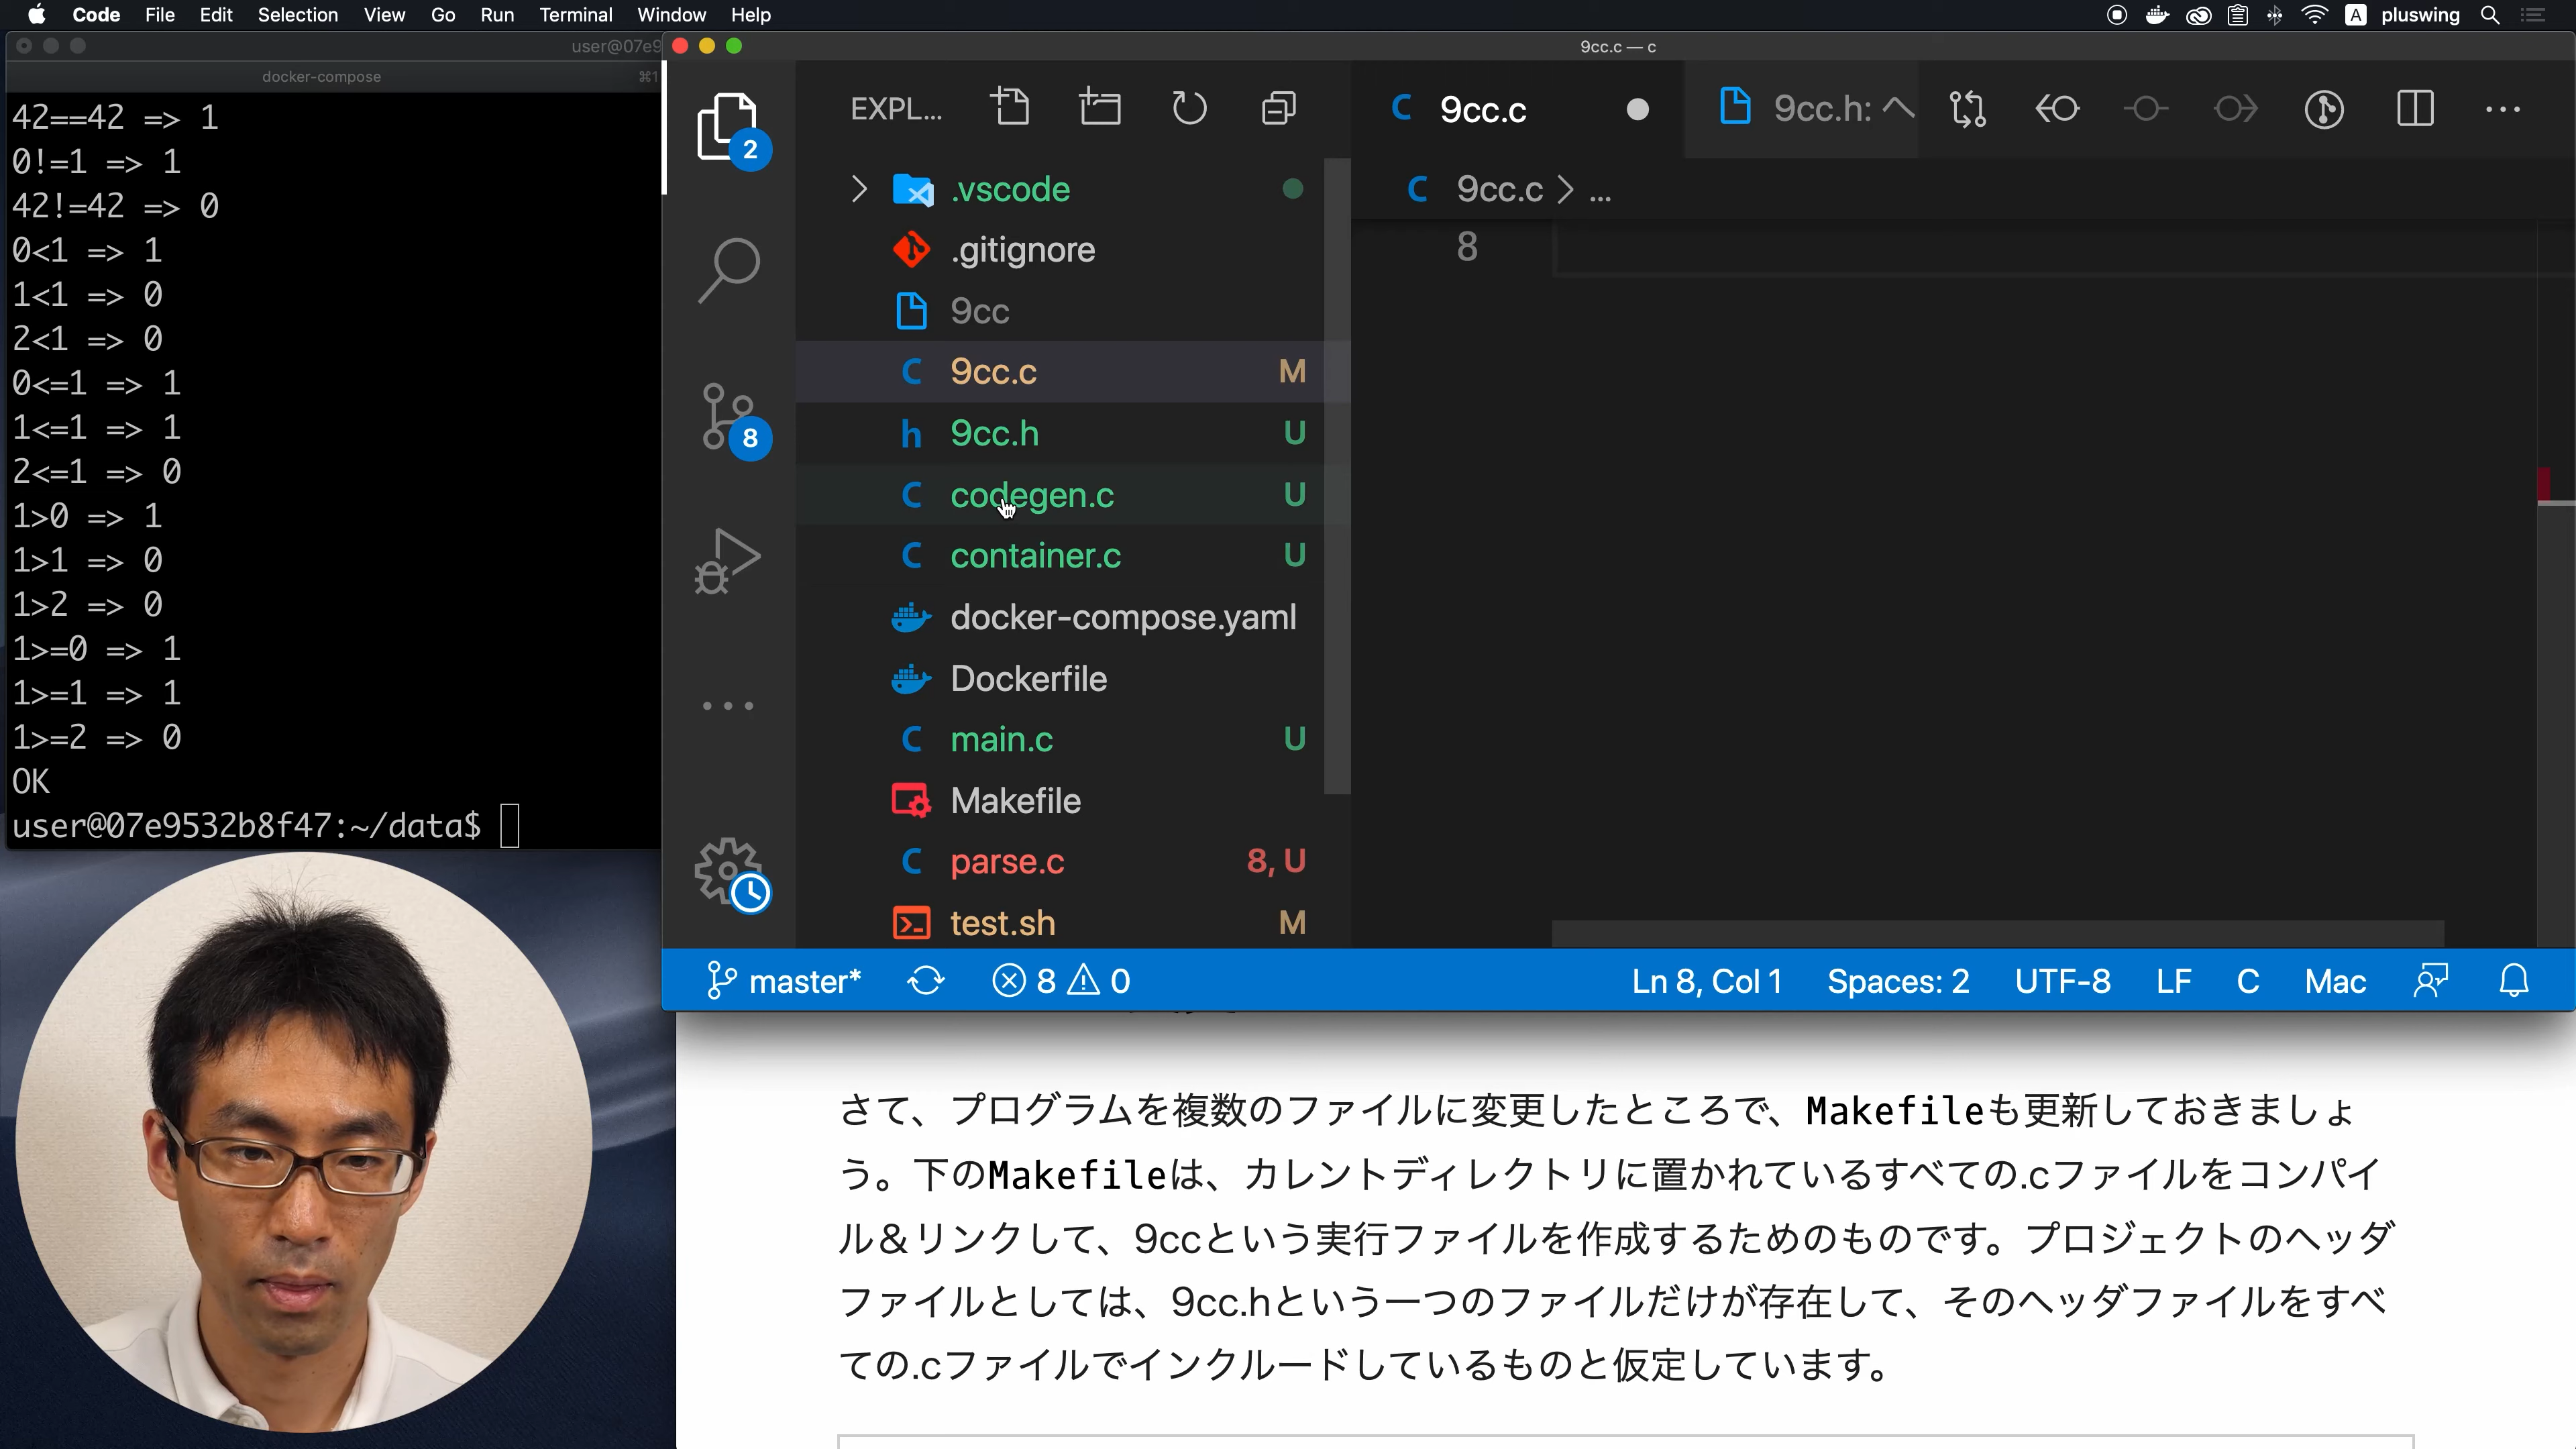 Code File Edit Selection View Go Run Terminal Window Help
A pluswing
user@07e9
docker-compose ⌘1
42==42 => 1
0!=1 => 1
42!=42 => 0
0<1 => 1
1<1 => 0
2<1 => 0
0<=1 => 1
1<=1 => 1
2<=1 => 0
1>0 => 1
1>1 => 0
1>2 => 0
1>=0 => 1
1>=1 => 1
1>=2 => 0
OK
user@07e9532b8f47:~/data$
9cc.c — c
2
8
EXPL...
.vscode
.gitignore
9cc
9cc.c M
9cc.h U
codegen.c U
container.c U
docker-compose.yaml
Dockerfile
main.c U
Makefile
parse.c 8, U
test.sh M
9cc.c
9cc.h:
9cc.c > ...
8
master* 8 0
Ln 8, Col 1 Spaces: 2 UTF-8 LF C Mac
さて、プログラムを複数のファイルに変更したところで、Makefileも更新しておきましょ
う。下のMakefileは、カレントディレクトリに置かれているすべての.cファイルをコンパイ
ル＆リンクして、9ccという実行ファイルを作成するためのものです。プロジェクトのヘッダ
ファイルとしては、9cc.hという一つのファイルだけが存在して、そのヘッダファイルをすべ
ての.cファイルでインクルードしているものと仮定しています。